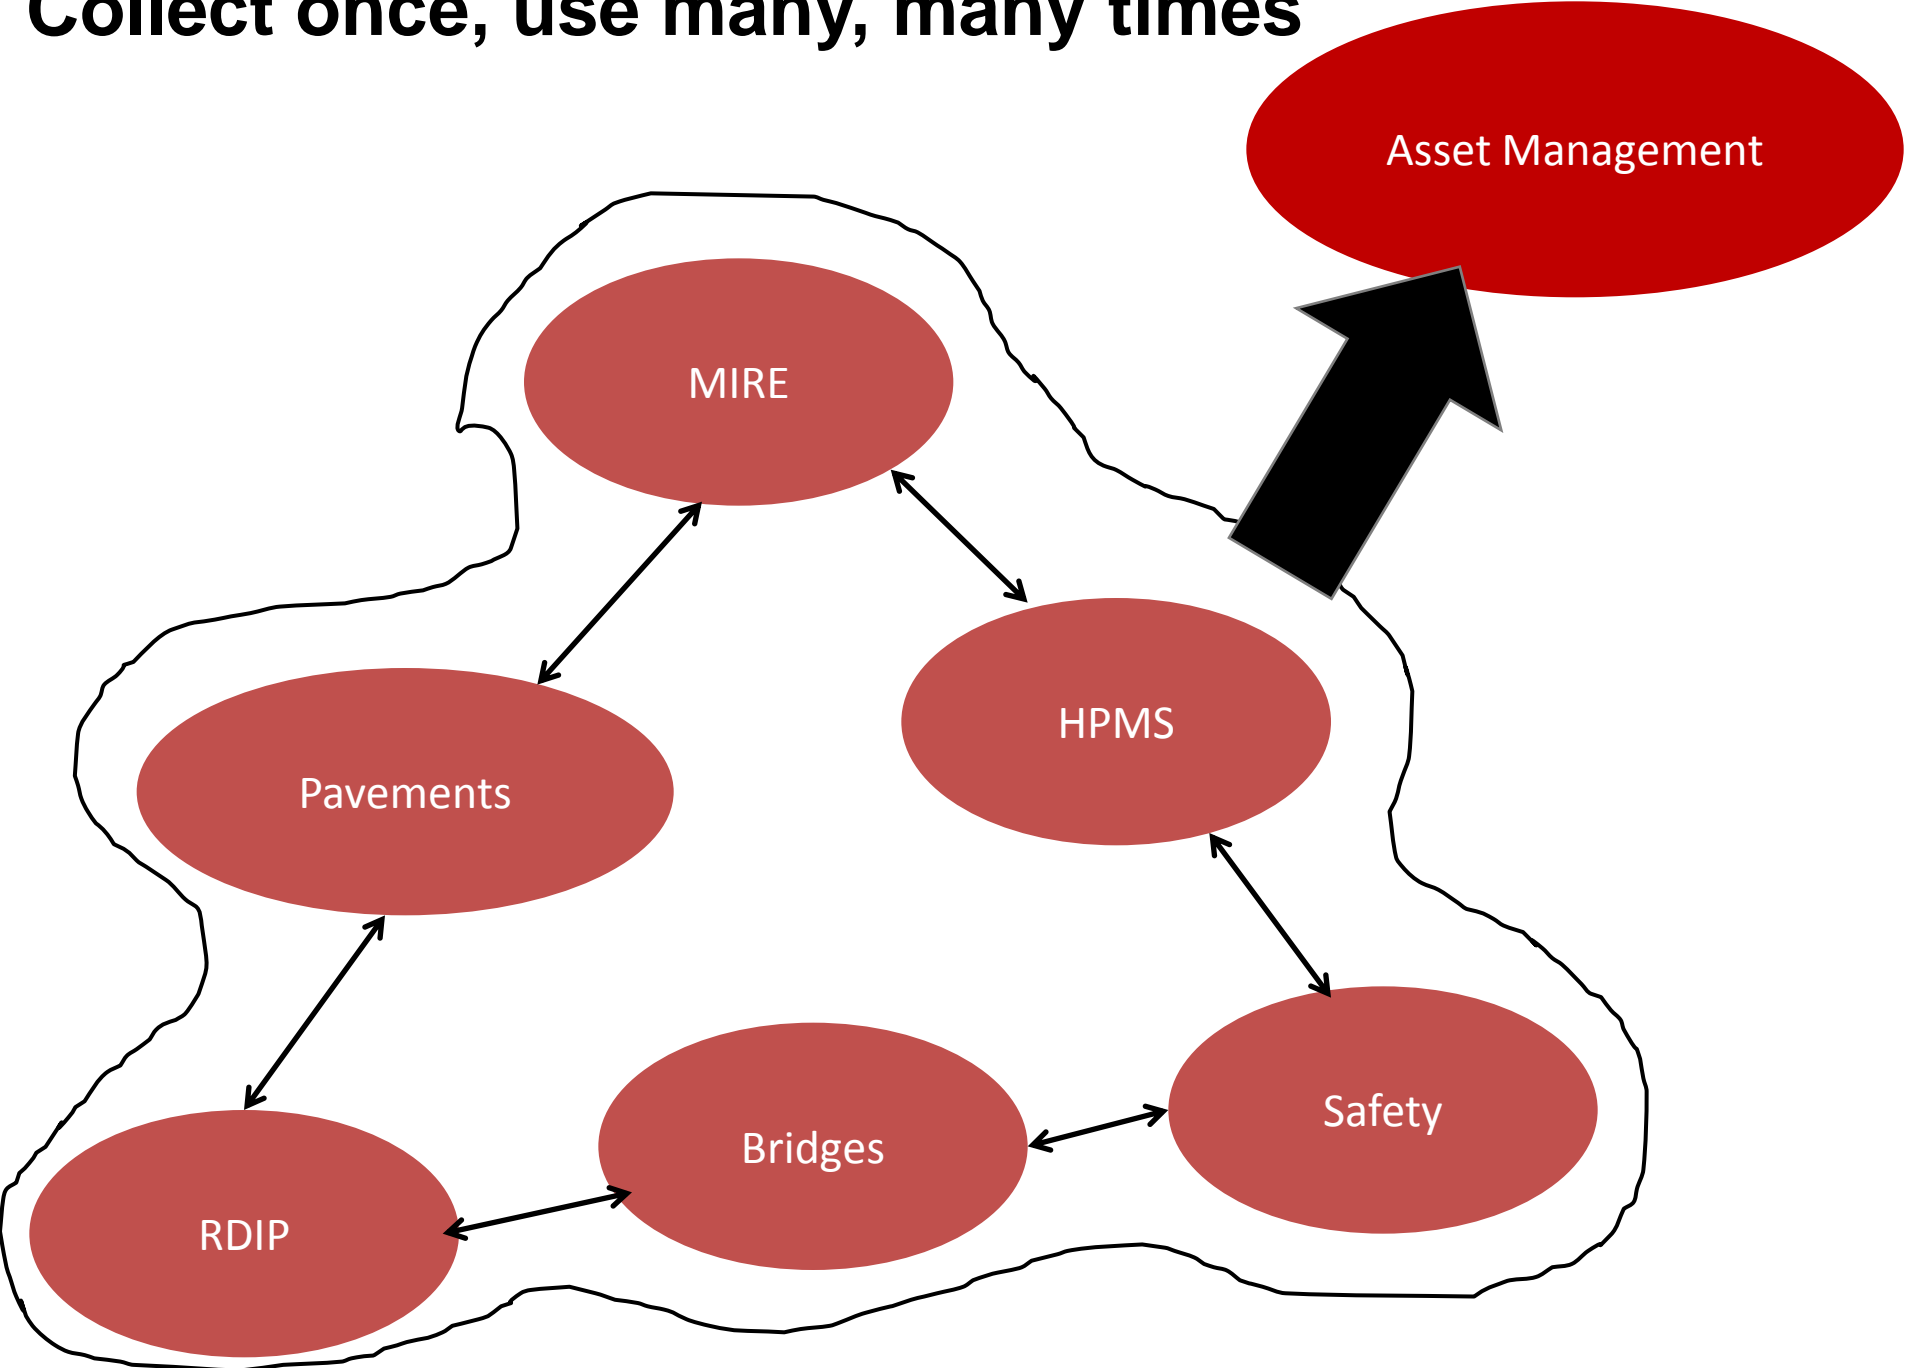 Collect once, use many, many times
Asset Management
MIRE
HPMS
Pavements
Safety
Bridges
RDIP